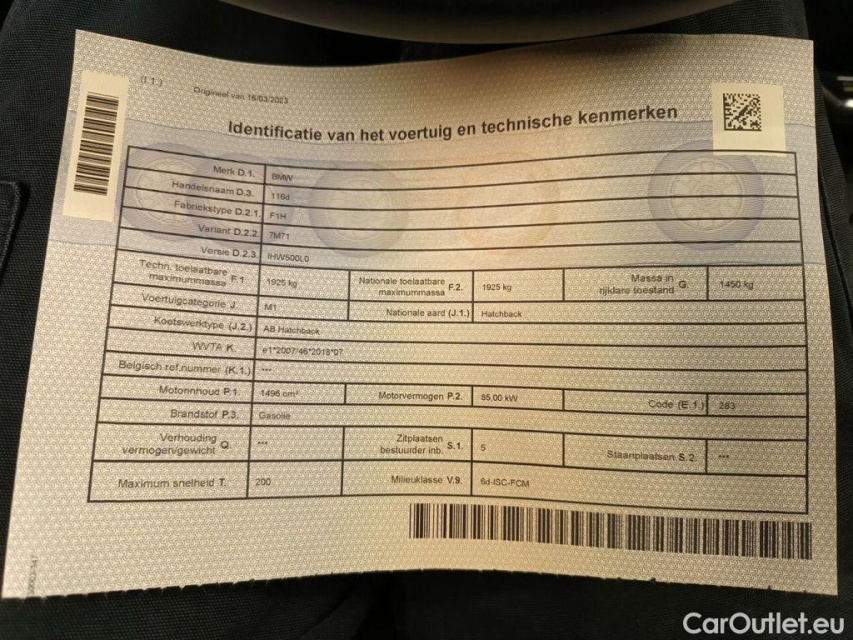 (I.1.)
Origineel van 16/03/2023
Identificatie van het voertuig en technische kenmerken
Merk D.1. BMW
Handelsnaam D.3. 116d
Fabriekstype D.2.1. F1H
Variant D.2.2. 7M71
Versie D.2.3. IHW500L0
Techn. toelaatbare maximummassa F.1. 1925 kg Nationale toelaatbare maximummassa F.2. 1925 kg Massa in rijklare toestand G. 1450 kg
Voertuigcategorie J. M1 Nationale aard (J.1.) Hatchback
Koetswerktype (J.2.) AB Hatchback
WVTA K. e1*2007/46*2018*07
Belgisch ref.nummer (K.1.) ---
Motorinhoud P.1. 1496 cm³ Motorvermogen P.2. 85,00 kW Code (E.1.) 283
Brandstof P.3. Gasolie
Verhouding vermogen/gewicht Q. --- Zitplaatsen bestuurder inb. S.1. 5 Staanplaatsen S.2. ---
Maximum snelheid T. 200 Milieuklasse V.9. 6d-ISC-FCM
CarOutlet.eu